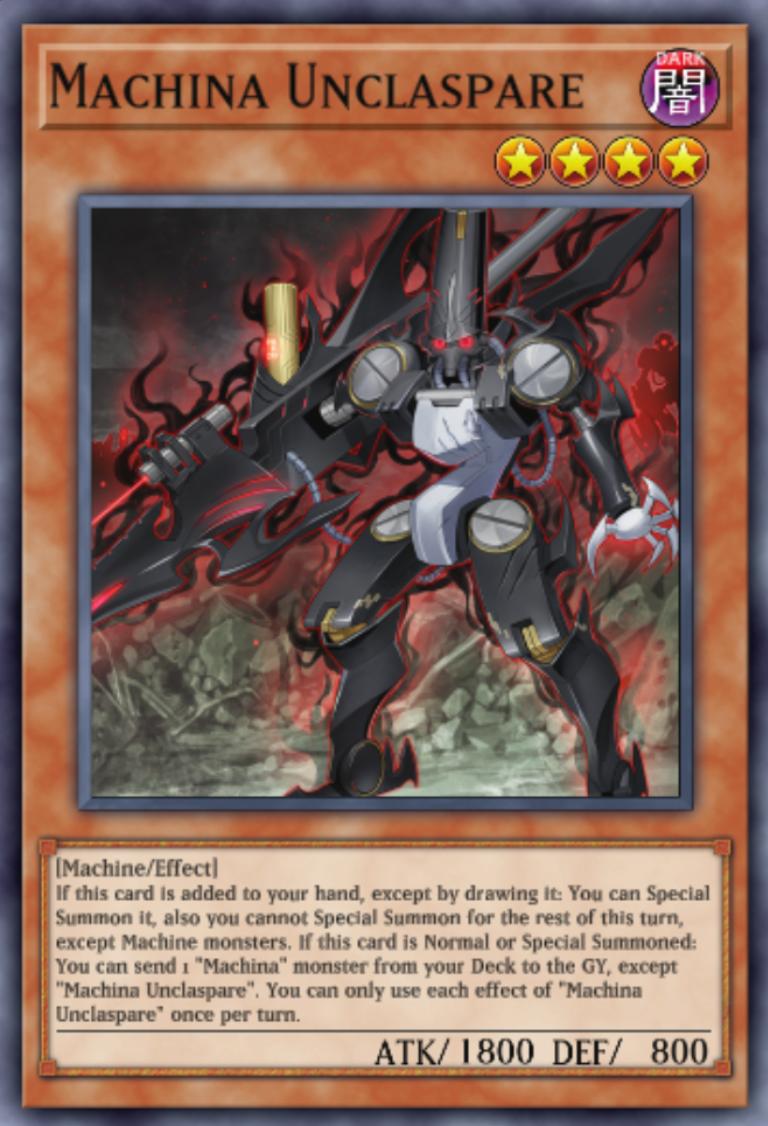 MACHINA UNCLASPARE
DARK
闇
[Machine/Effect]
If this card is added to your hand, except by drawing it: You can Special
Summon it, also you cannot Special Summon for the rest of this turn,
except Machine monsters. If this card is Normal or Special Summoned:
You can send 1 "Machina" monster from your Deck to the GY, except
"Machina Unclaspare". You can only use each effect of "Machina
Unclaspare" once per turn.
ATK/ 1800 DEF/ 800